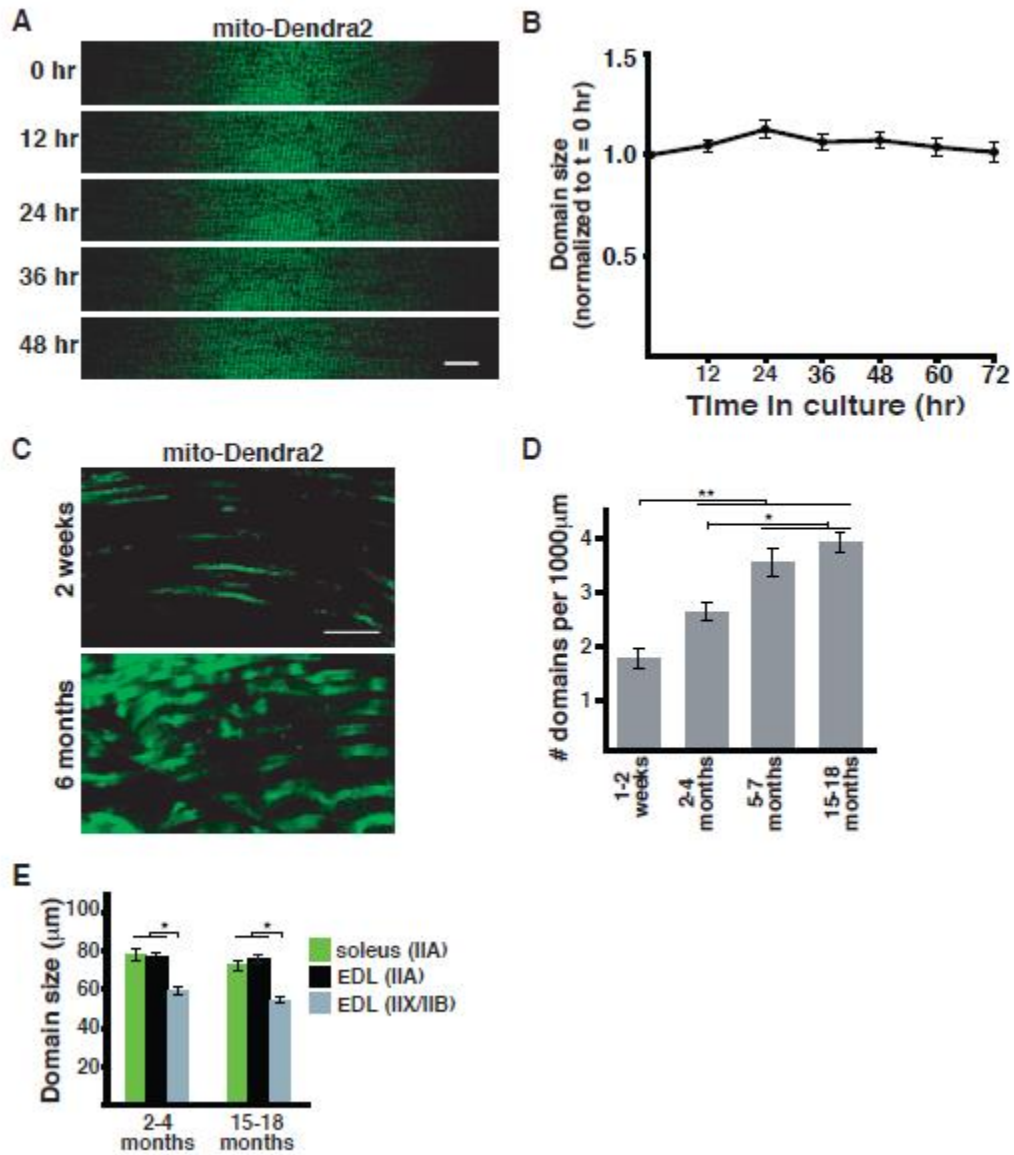 A
mito-Dendra2
0 hr
12 hr
24 hr
36 hr
48 hr
B
Domain size
(normalized to t = 0 hr)
1.5
1.0
0.5
12 24 36 48 60 72
Time in culture (hr)
C
mito-Dendra2
2 weeks
6 months
D
# domains per 1000μm
**
*
4
3
2
1
1-2
weeks
2-4
months
5-7
months
15-18
months
E
Domain size (μm)
100
80
60
40
20
* *
soleus (IIA)
EDL (IIA)
EDL (IIX/IIB)
2-4
months
15-18
months